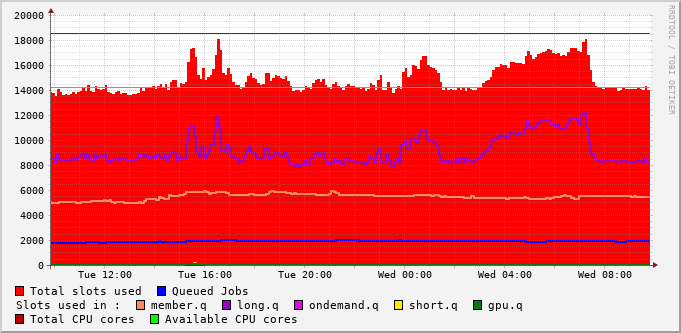 20000
18000
16000
14000
12000
10000
8000
6000
4000
2000
0
Tue 12:00 Tue 16:00 Tue 20:00 Wed 00:00 Wed 04:00 Wed 08:00
RRDTOOL / TOBI OETIKER
Total slots used Queued Jobs
Slots used in : member.q long.q ondemand.q short.q gpu.q
Total CPU cores Available CPU cores